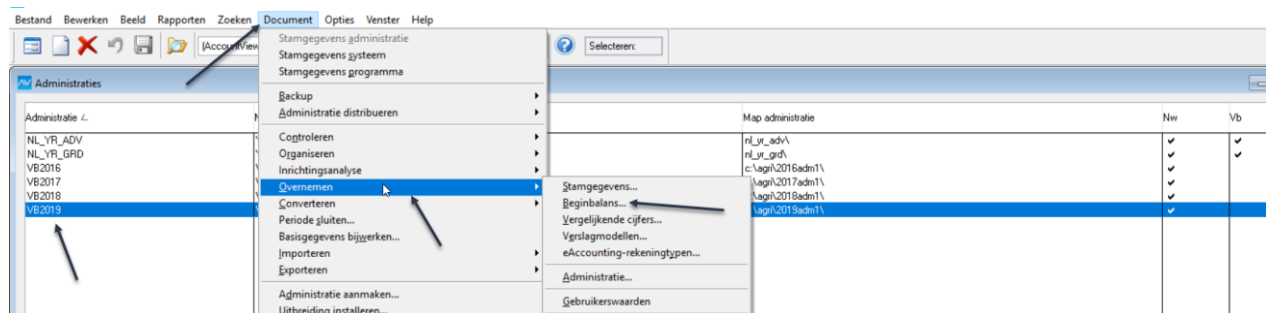 Bestand Bewerken Beeld Rapporten Zoeken Document Opties Venster Help
Selecteren:
Administraties
Administratie Map administratie Nw Vb
NL_YR_ADV nl_yr_adv\
NL_YR_GRD nl_yr_grd\
VB2016 c:\agri\2016adm1\
VB2017 \agri\2017adm1\
VB2018 \agri\2018adm1\
VB2019 \agri\2019adm1\
Stamgegevens administratie
Stamgegevens systeem
Stamgegevens programma
Backup
Administratie distribueren
Controleren
Organiseren
Inrichtingsanalyse
Overnemen
Converteren
Periode sluiten...
Basisgegevens bijwerken...
Importeren
Exporteren
Administratie aanmaken...
Uitbreiding installeren...
Stamgegevens...
Beginbalans...
Vergelijkende cijfers...
Verslagmodellen...
eAccounting-rekeningtypen...
Administratie...
Gebruikerswaarden